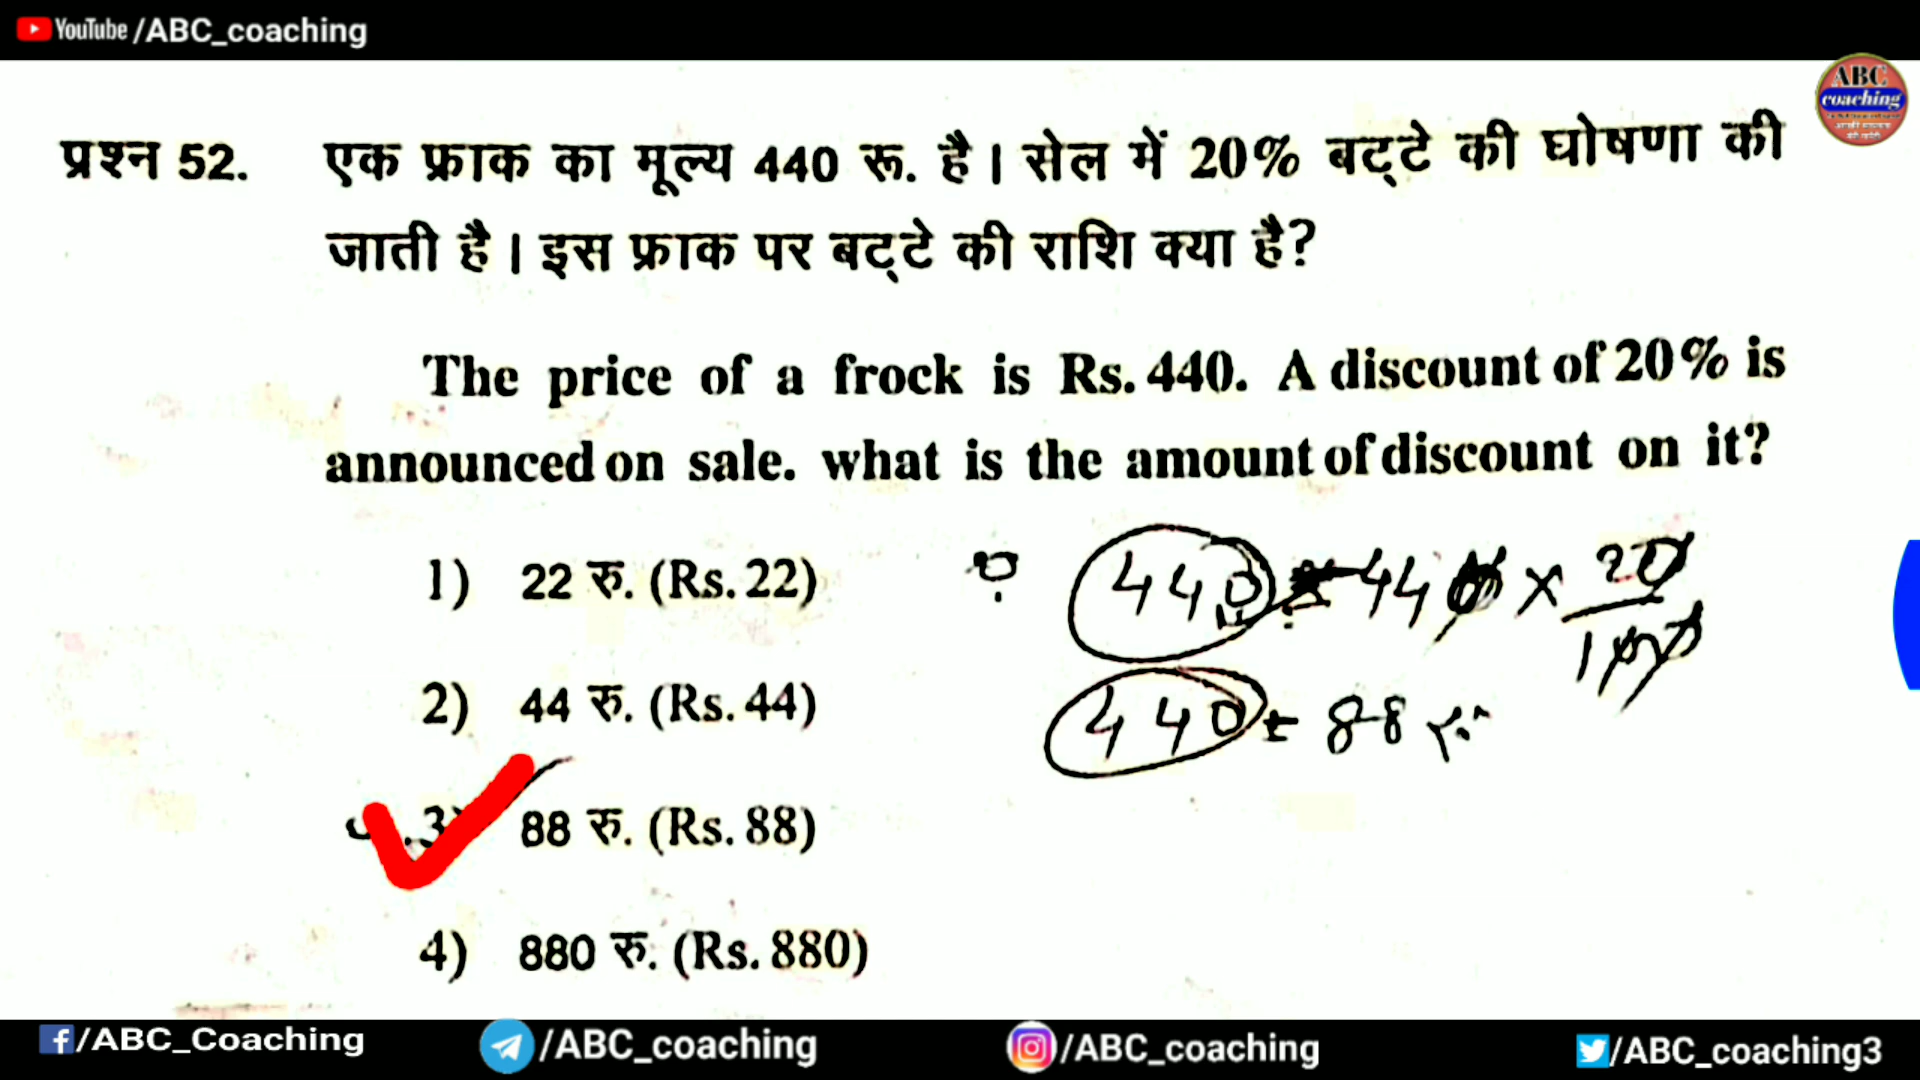 YouTube /ABC_coaching
ABC
coaching
प्रश्न 52. एक फ्राक का मूल्य 440 रू. है। सेल में 20% बट्टे की घोषणा की
जाती है। इस फ्राक पर बट्टे की राशि क्या है?
The price of a frock is Rs. 440. A discount of 20% is
announced on sale. what is the amount of discount on it?
1) 22 रु. (Rs. 22)
440 440 × 20/100
2) 44 रु. (Rs. 44)
440 = 88 रु.
3) 88 रु. (Rs. 88)
4) 880 रु. (Rs. 880)
f/ABC_Coaching
/ABC_coaching
/ABC_coaching
/ABC_coaching3